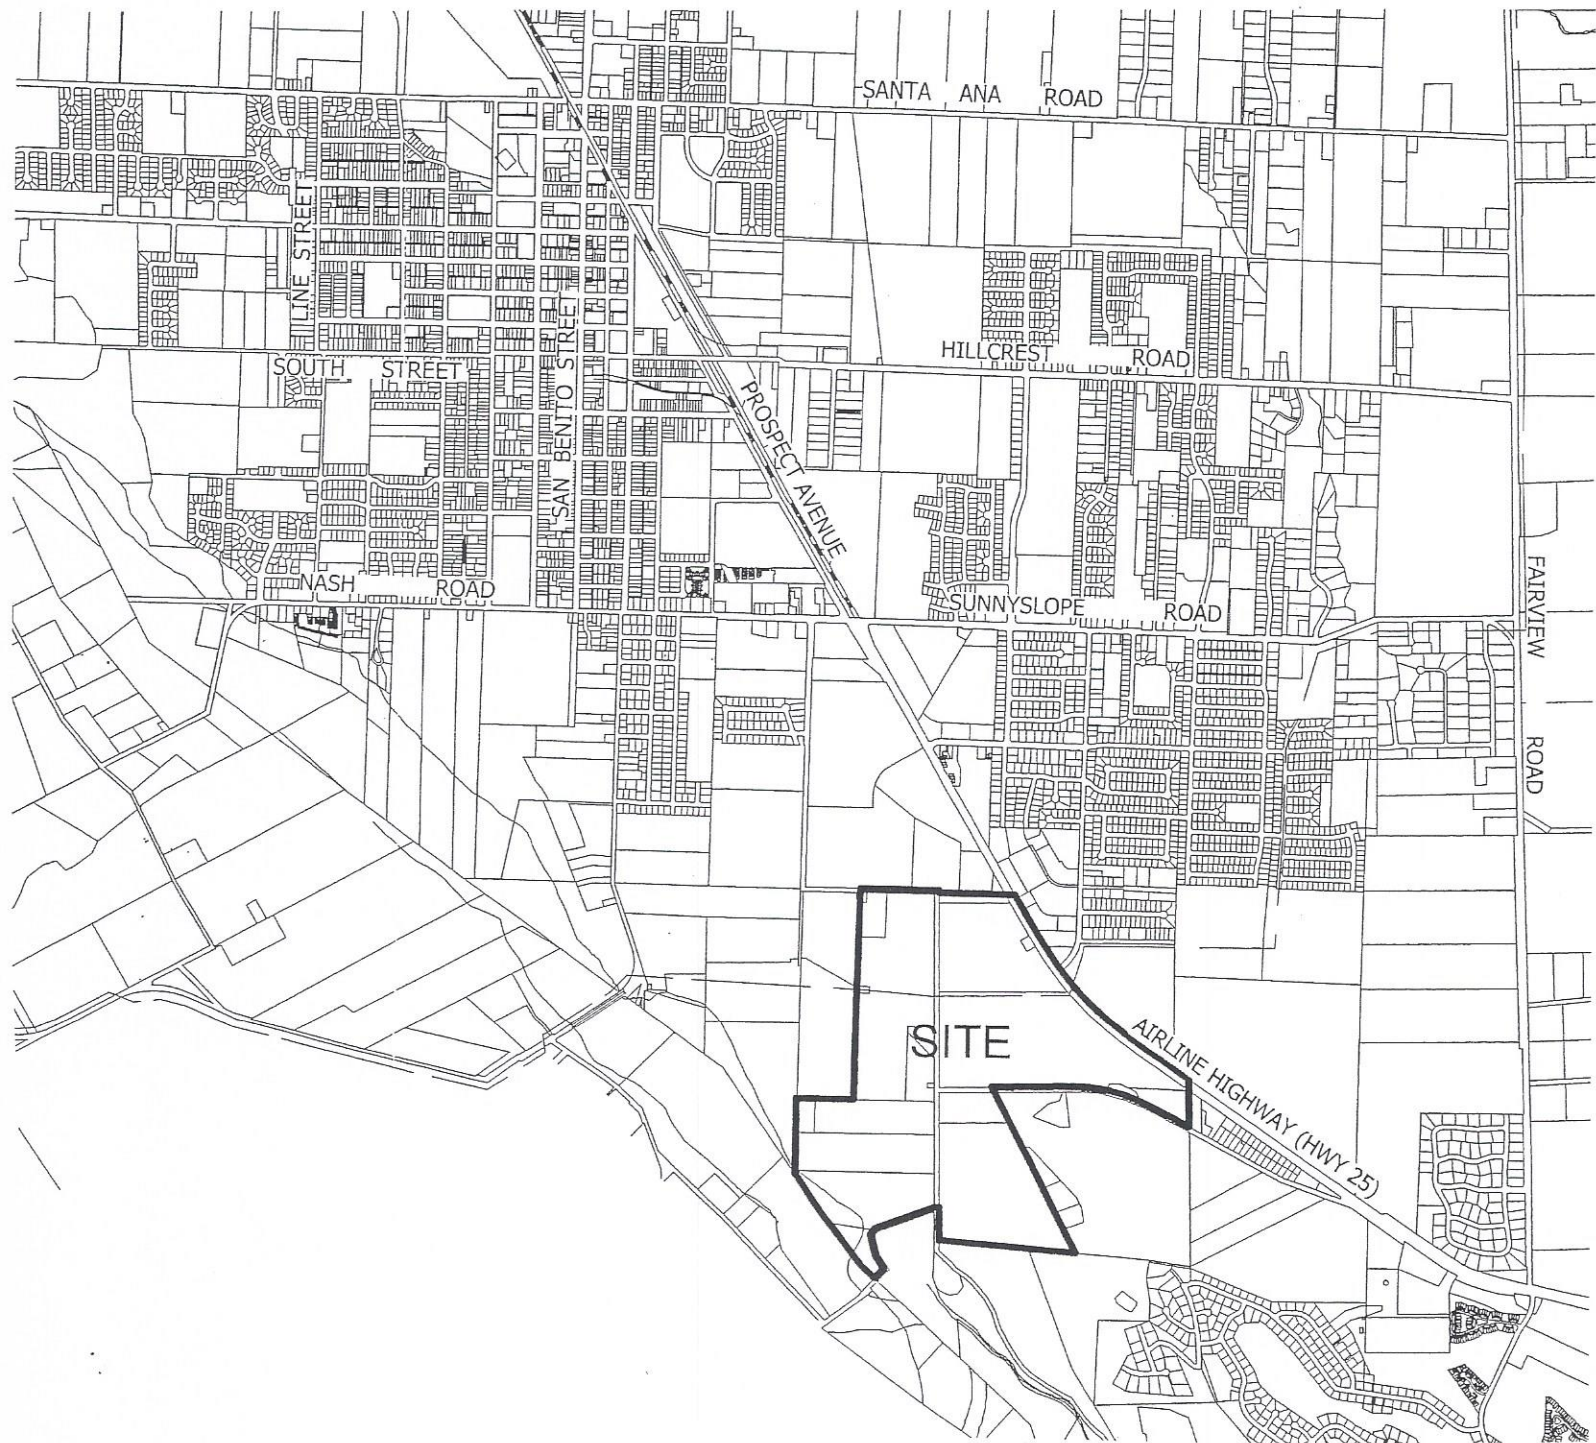 SANTA ANA ROAD
LINE STREET
SAN BENITO STREET
SOUTH STREET
HILLCREST ROAD
PROSPECT AVENUE
NASH ROAD
SUNNYSLOPE ROAD
FAIRVIEW ROAD
SITE
AIRLINE HIGHWAY (HWY 25)